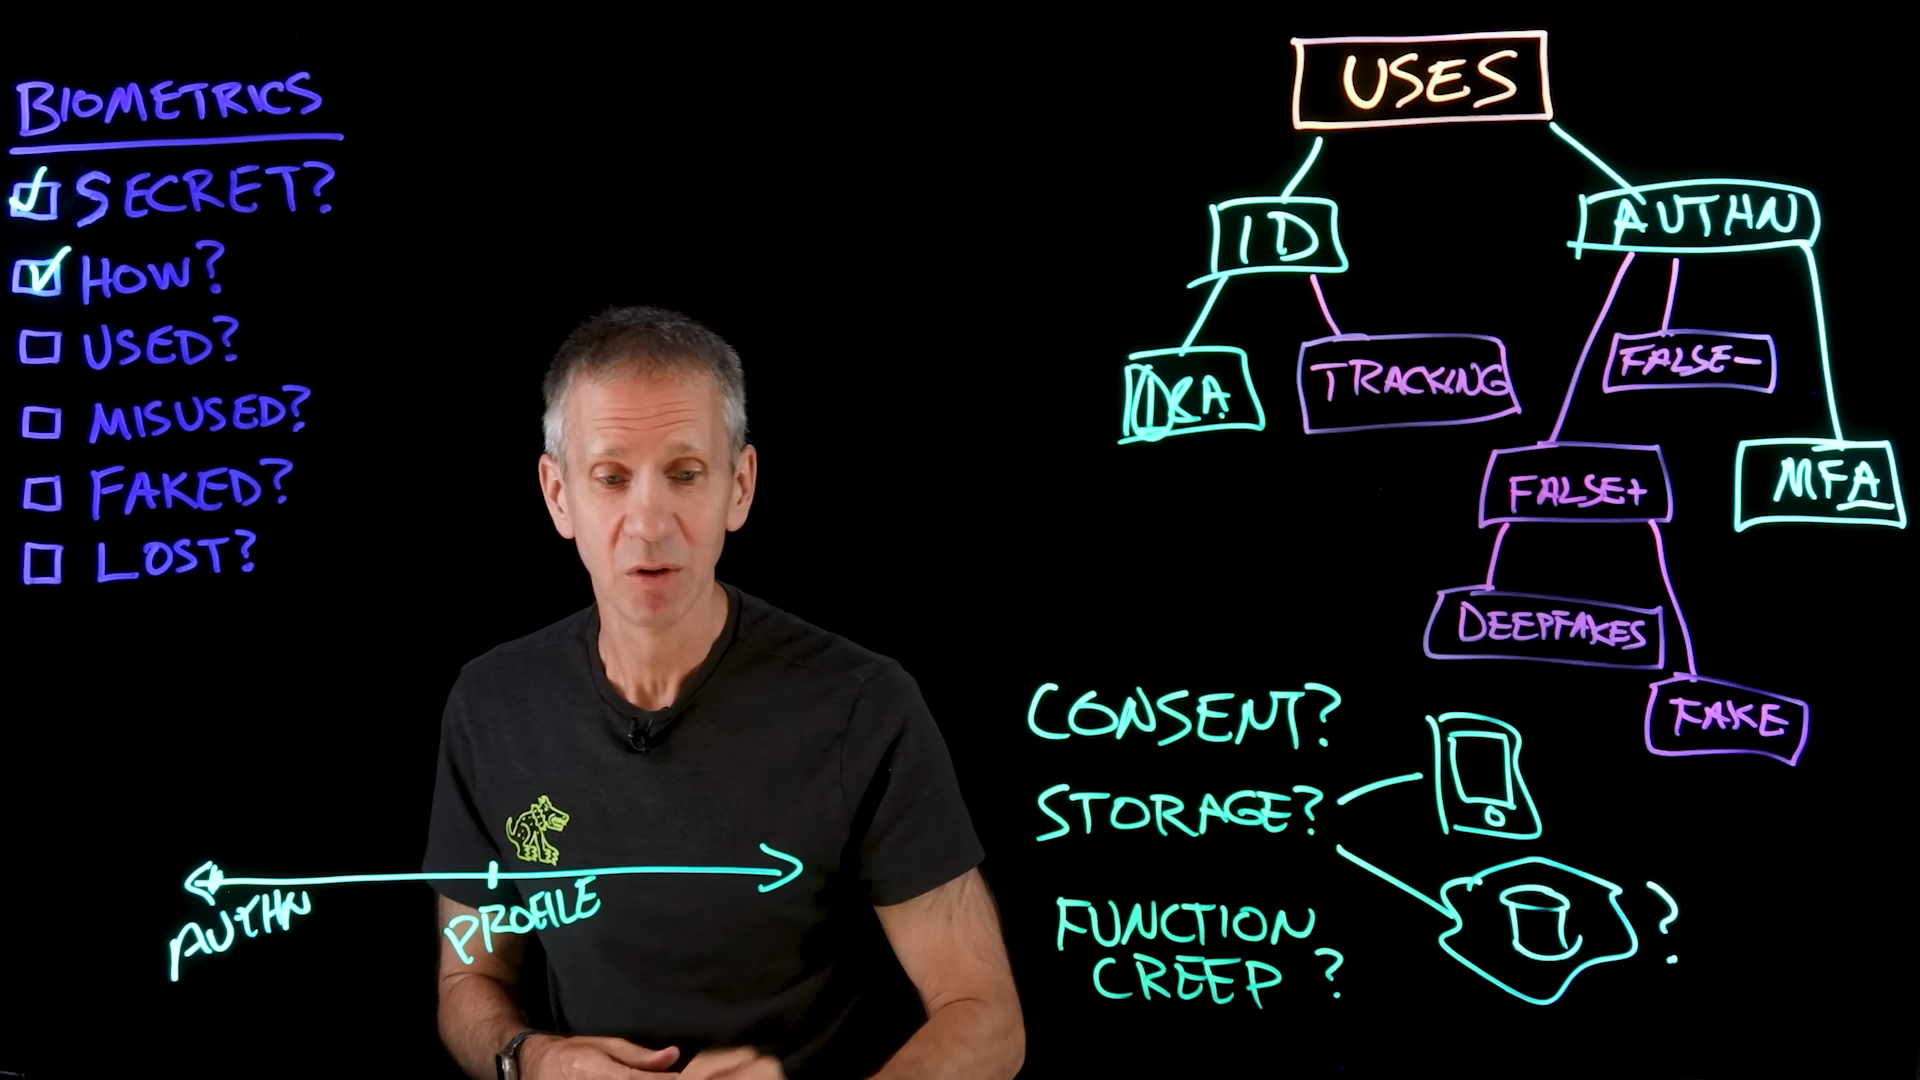 BIOMETRICS
SECRET?
HOW?
USED?
MISUSED?
FAKED?
LOST?
AUTHN
PROFILE
USES
ID
AUTHN
TRACKING
FALSE-
FALSE+
MFA
DEEPFAKES
FAKE
CONSENT?
STORAGE?
FUNCTION
CREEP?
?